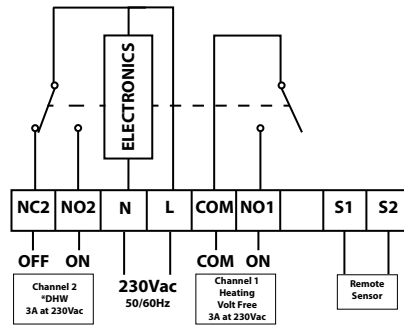 ELECTRONICS
NC2 NO2 N L COM NO1 S1 S2
OFF ON 230Vac COM ON
50/60Hz
Channel 2
*DHW
3A at 230Vac
Channel 1
Heating
Volt Free
3A at 230Vac
Remote
Sensor